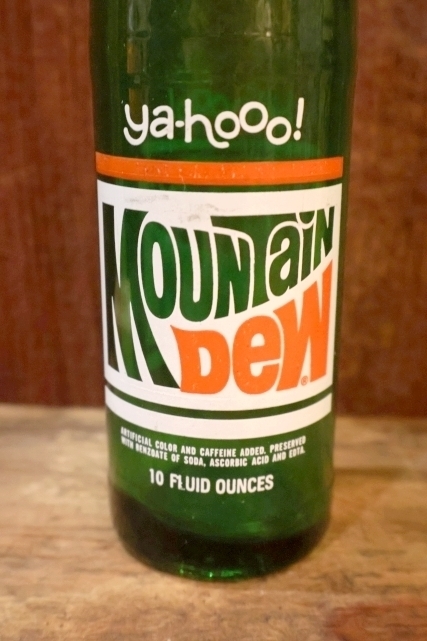 ya-hooo!
MOUNTaiN
DeW®
ARTIFICIAL COLOR AND CAFFEINE ADDED. PRESERVED
WITH BENZOATE OF SODA, ASCORBIC ACID AND EDTA.
10 FLUID OUNCES